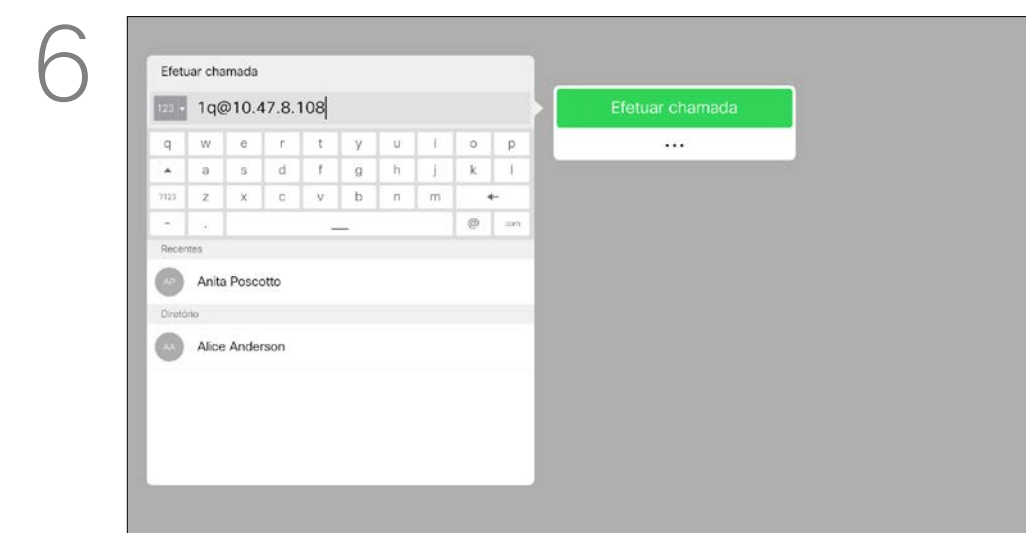 6
Efetuar chamada
123
1q@10.47.8.108
Efetuar chamada
...
q w e r t y u i o p
a s d f g h j k l
?123 z x c v b n m
- . @ .com
Recentes
AP Anita Poscotto
Diretório
AA Alice Anderson